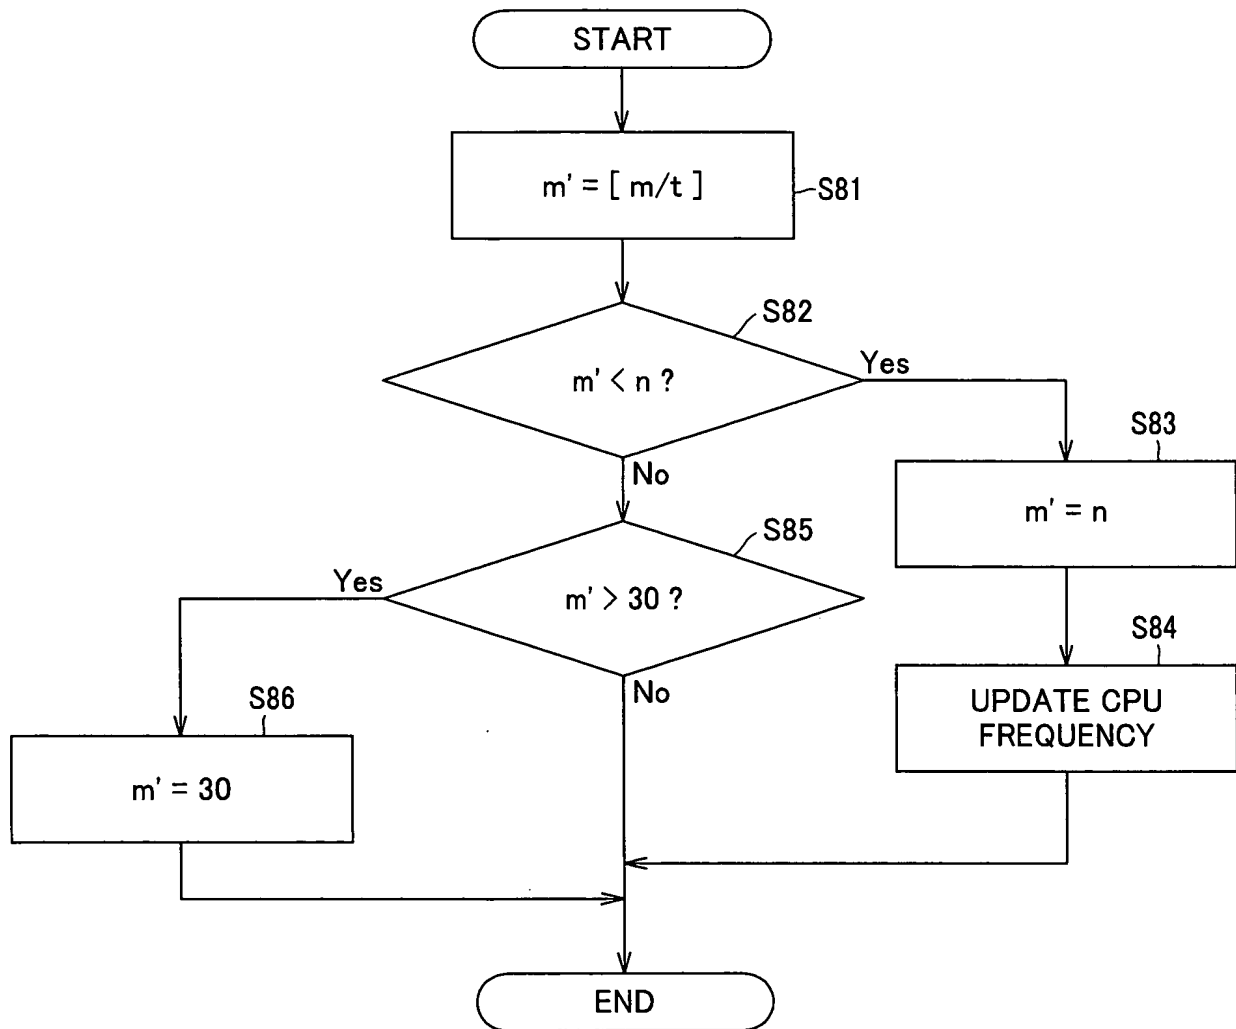 START
m' = [ m/t ]
S81
S82
m' < n ?
Yes
No
S83
m' = n
S85
m' > 30 ?
Yes
No
S84
UPDATE CPU
FREQUENCY
S86
m' = 30
END